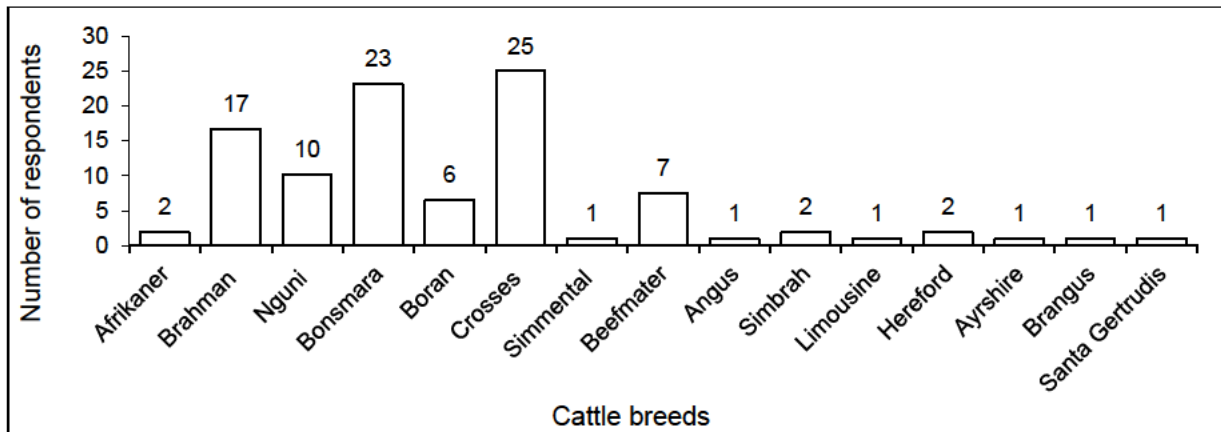 Number of respondents
30
25
20
15
10
5
0
2
17
10
23
6
25
1
7
1
2
1
2
1
1
1
Afrikaner
Brahman
Nguni
Bonsmara
Boran
Crosses
Simmental
Beefmater
Angus
Simbrah
Limousine
Hereford
Ayrshire
Brangus
Santa Gertrudis
Cattle breeds